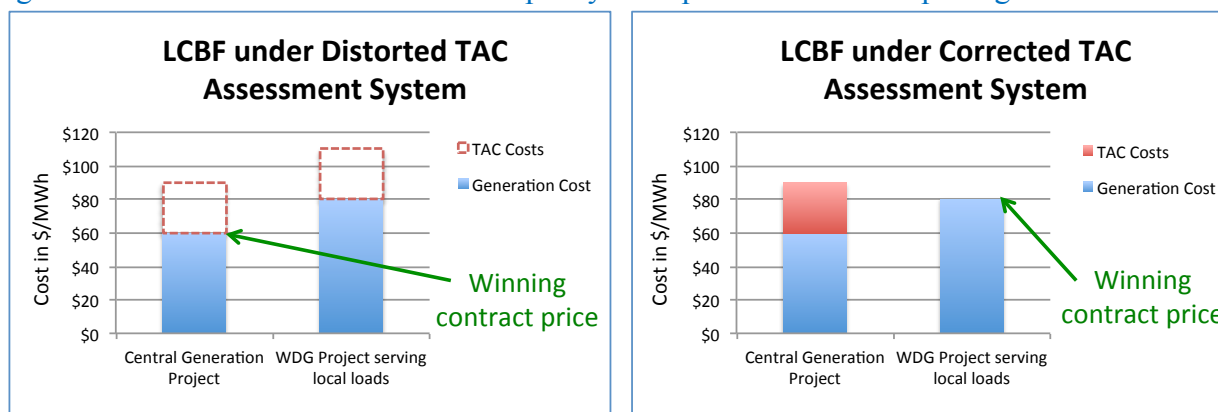 LCBF under Distorted TAC
Assessment System
$120
$100
$80
$60
$40
$20
$0
Cost in $/MWh
TAC Costs
Generation Cost
Winning
contract price
Central Generation
Project
WDG Project serving
local loads
LCBF under Corrected TAC
Assessment System
$120
$100
$80
$60
$40
$20
$0
Cost in $/MWh
TAC Costs
Generation Cost
Winning
contract price
Central Generation
Project
WDG Project serving
local loads